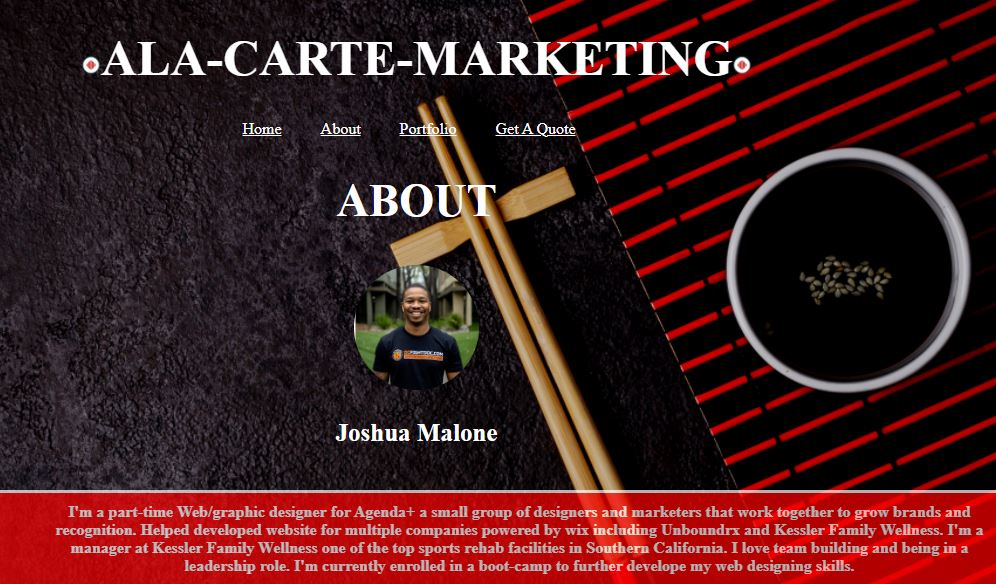 ALA-CARTE-MARKETING
Home About Portfolio Get A Quote
ABOUT
Joshua Malone
I'm a part-time Web/graphic designer for Agenda+ a small group of designers and marketers that work together to grow brands and
recognition. Helped developed website for multiple companies powered by wix including Unboundrx and Kessler Family Wellness. I'm a
manager at Kessler Family Wellness one of the top sports rehab facilities in Southern California. I love team building and being in a
leadership role. I'm currently enrolled in a boot-camp to further develope my web designing skills.